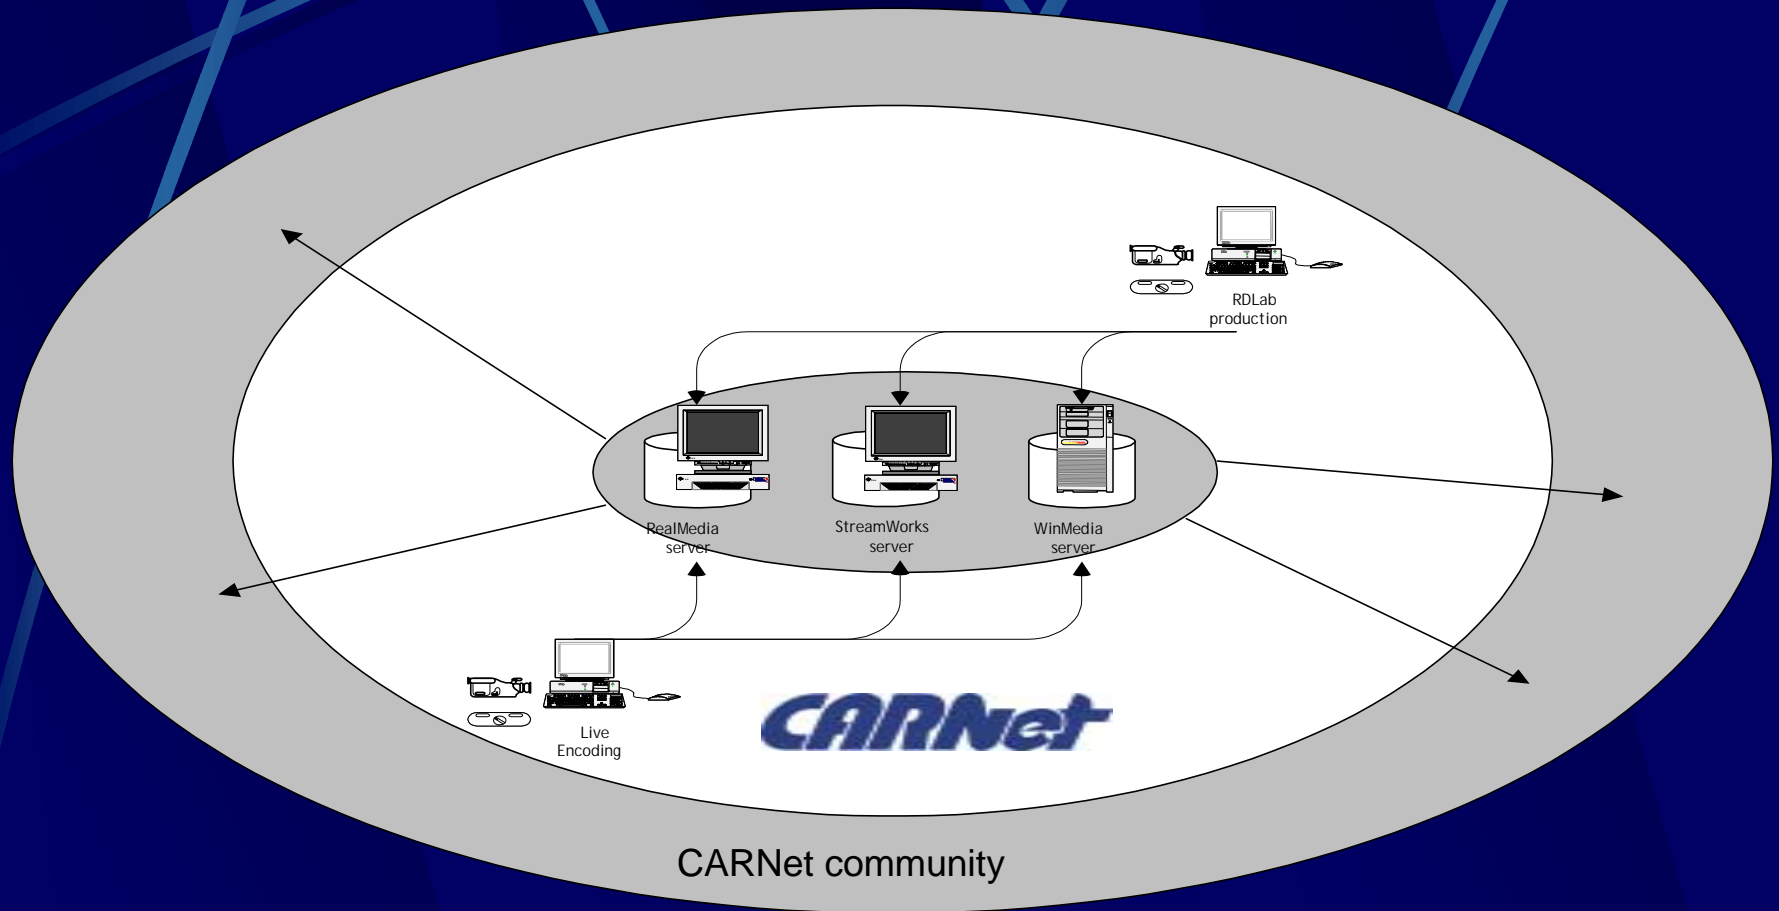 RDLab
production
RealMedia
server
StreamWorks
server
WinMedia
server
Live
Encoding
CARNet
CARNet community